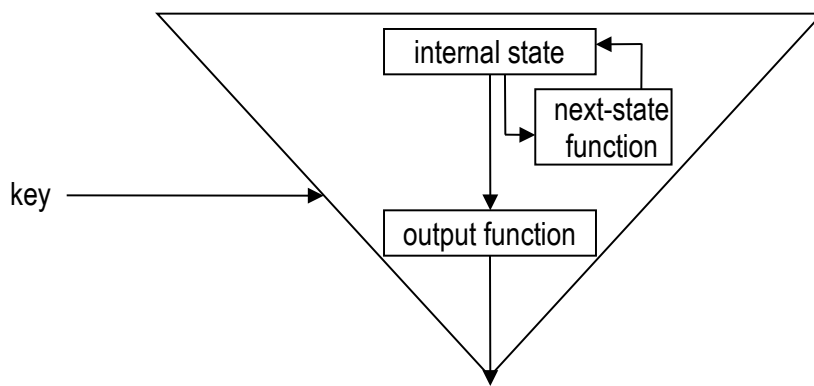 internal state
next-state
function
key
output function